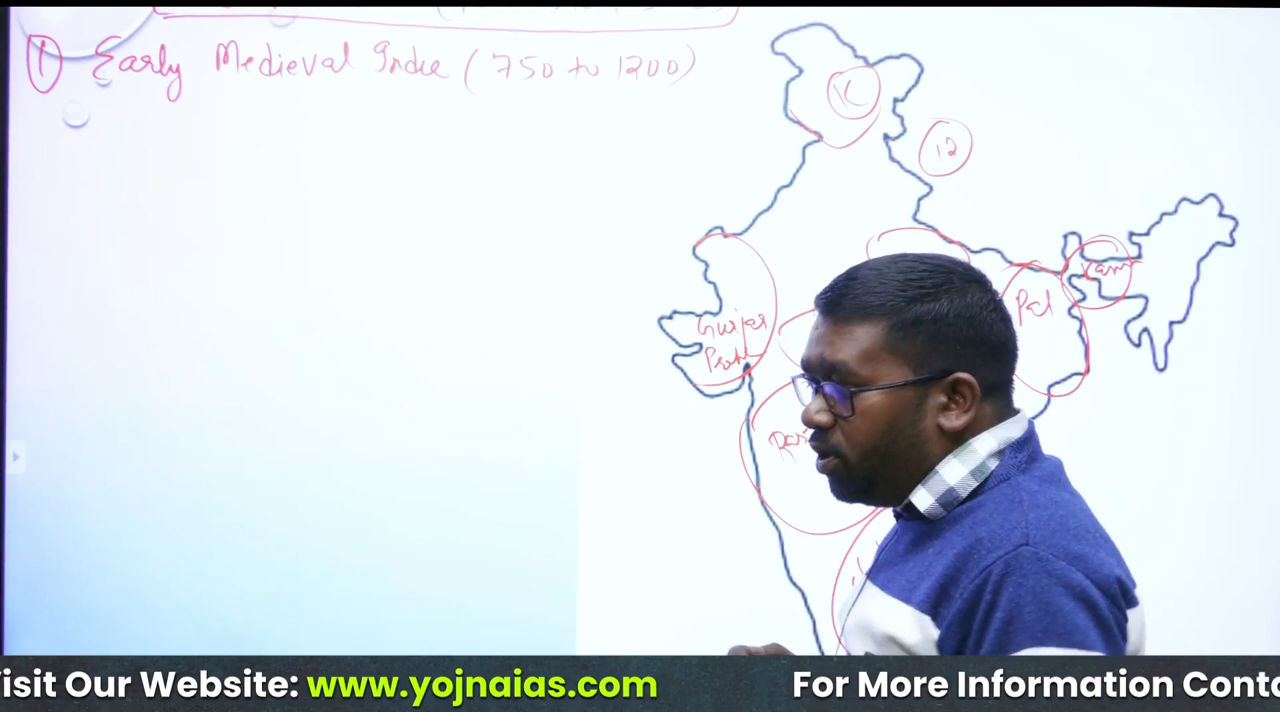 ① Early Medieval India (750 to 1200)
K
12
Kam
Pal
Gurjar
Prati
Ras
Visit Our Website: www.yojnaias.com
For More Information Conta